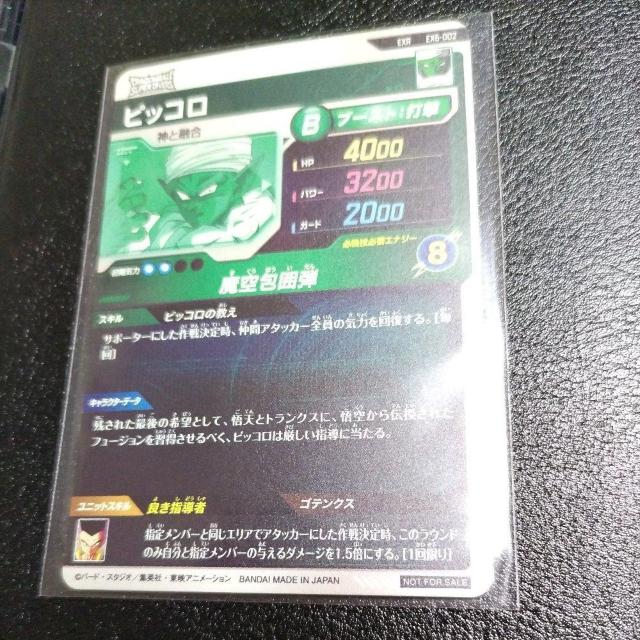 EXR EX6-002
ピッコロ
神と融合
B ブースト:打撃
HP 4000
パワー 3200
ガード 2000
必殺技必要エナジー 8
魔空包囲弾
スキル ピッコロの教え
サポーターにした作戦決定時、仲間アタッカー全員の気力を回復する。[毎
回]
キャラクターデータ
残された最後の希望として、悟天とトランクスに、悟空から伝授された
フュージョンを習得させるべく、ピッコロは厳しい指導に当たる。
ユニットスキル 良き指導者 ゴテンクス
指定メンバーと同じエリアでアタッカーにした作戦決定時、このラウンド
のみ自分と指定メンバーの与えるダメージを1.5倍にする。[1回限り]
©バード・スタジオ/集英社・東映アニメーション BANDAI MADE IN JAPAN NOT FOR SALE